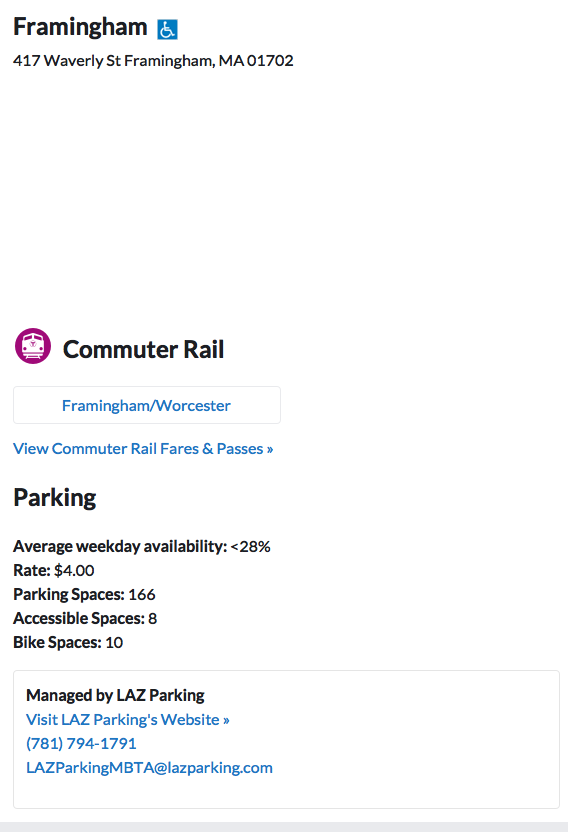 Framingham
417 Waverly St Framingham, MA 01702
Commuter Rail
Framingham/Worcester
View Commuter Rail Fares & Passes »
Parking
Average weekday availability: <28%
Rate: $4.00
Parking Spaces: 166
Accessible Spaces: 8
Bike Spaces: 10
Managed by LAZ Parking
Visit LAZ Parking's Website »
(781) 794-1791
LAZParkingMBTA@lazparking.com